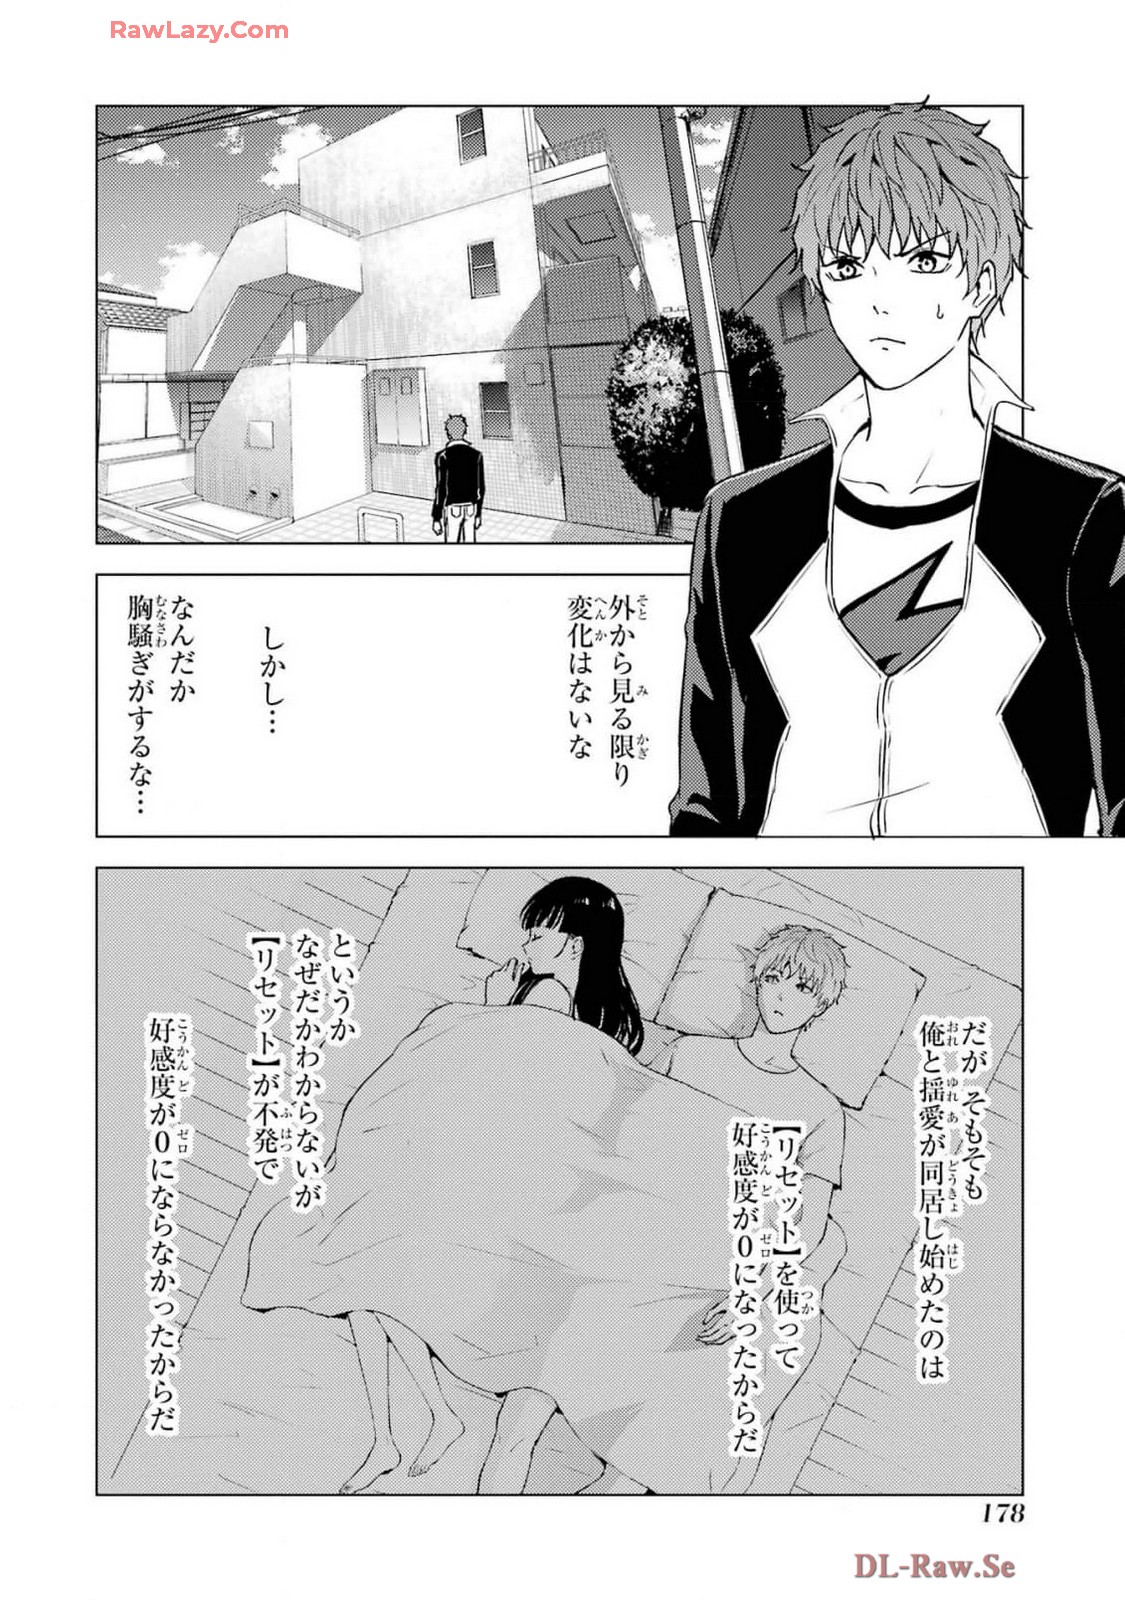 RawLazy.Com
外から見る限り
変化はないな
しかし…
なんだか
胸騒ぎがするな…
だが そもそも
俺と揺愛が同居し始めたのは
【リセット】を使って
好感度が0になったからだ
というか
なぜだかわからないが
【リセット】が不発で
好感度が0にならなかったからだ
178
DL-Raw.Se